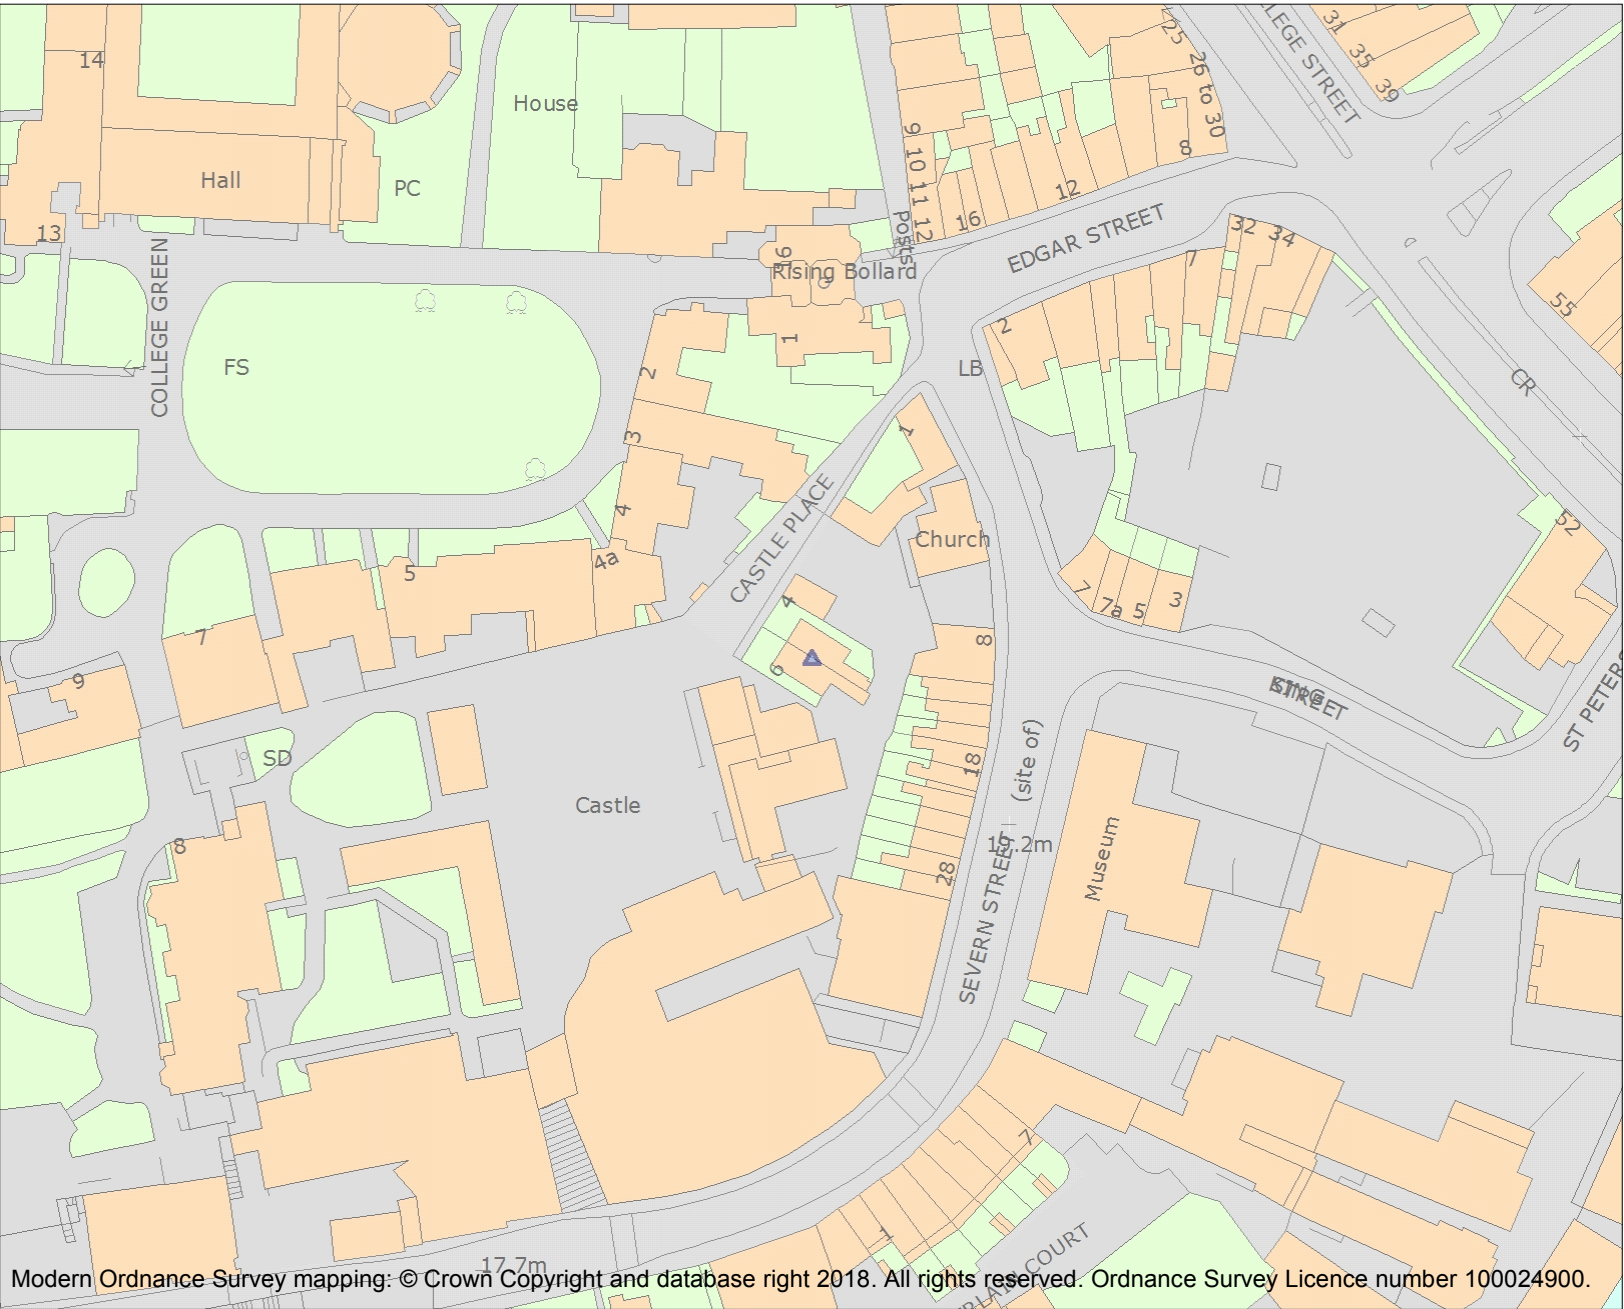 14
House
Hall
PC
13
COLLEGE GREEN
FS
9
10
11
12
Posts
16
12
8
25
26 to 30
COLLEGE STREET
31
35
39
EDGAR STREET
16
Rising Bollard
1
2
3
4
4a
5
7
9
LB
2
7
32
34
55
CR
52
CASTLE PLACE
1
Church
4
6
7
7a
5
3
8
KING STREET
ST PETERS
SD
Castle
8
18
28
(site of)
SEVERN STREET
Museum
7
1
17.7m
Modern Ordnance Survey mapping: © Crown Copyright and database right 2018. All rights reserved. Ordnance Survey Licence number 100024900.